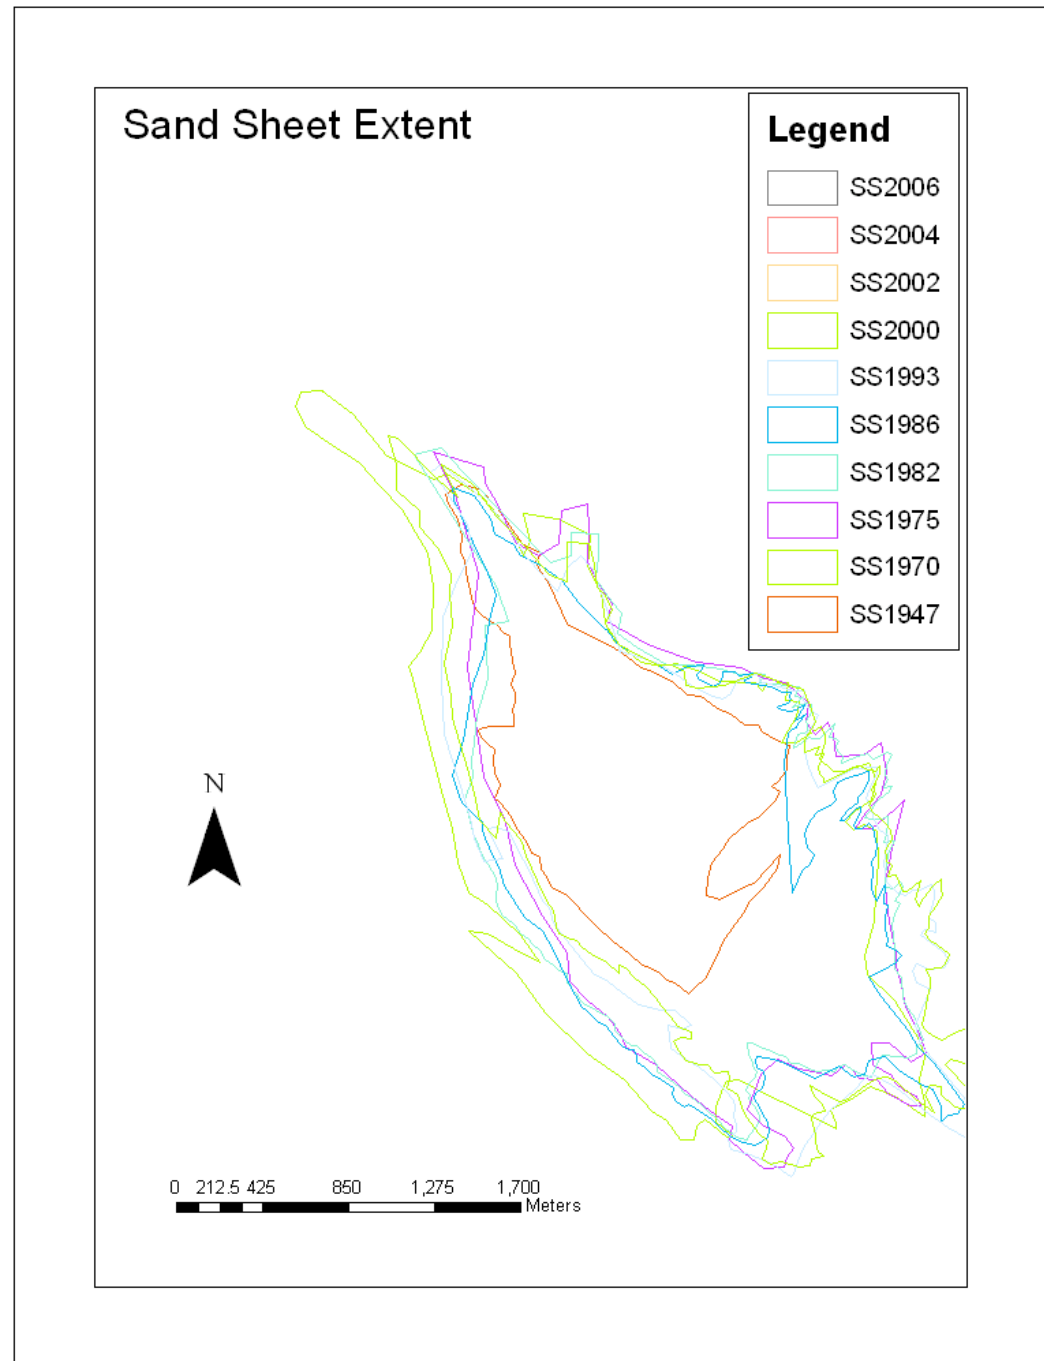 Sand Sheet Extent
Legend
SS2006
SS2004
SS2002
SS2000
SS1993
SS1986
SS1982
SS1975
SS1970
SS1947
N
0 212.5 425 850 1,275 1,700
Meters